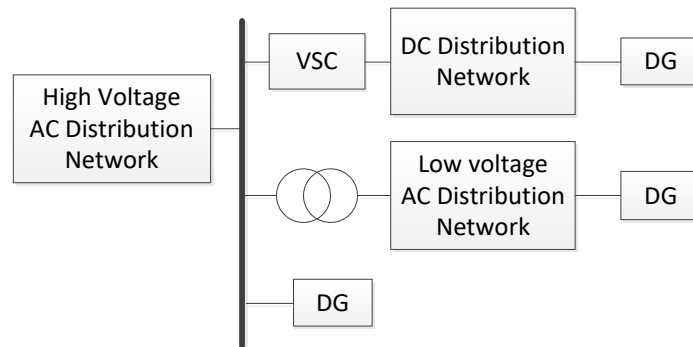 High Voltage
AC Distribution
Network
VSC
DC Distribution
Network
DG
Low voltage
AC Distribution
Network
DG
DG